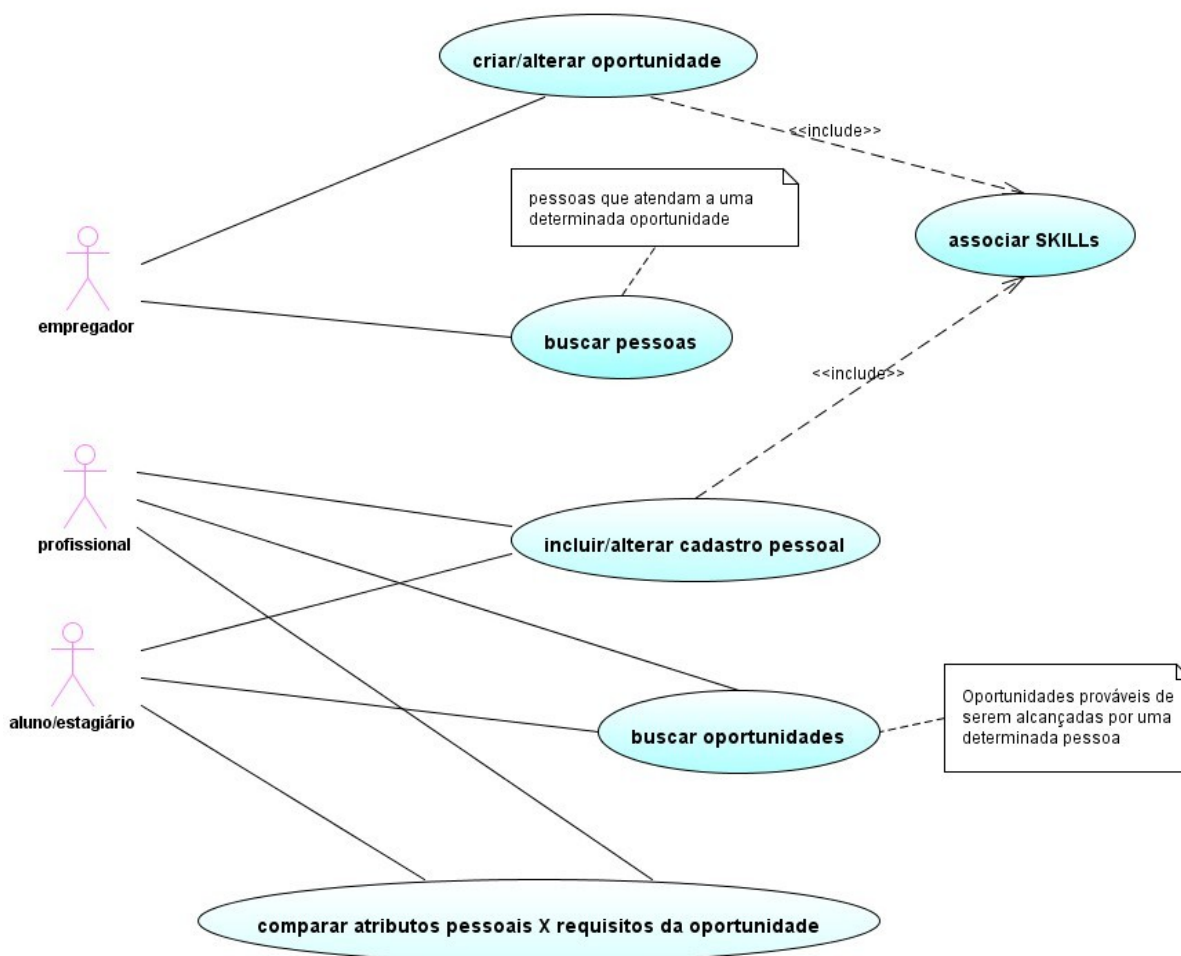 criar/alterar oportunidade
<<include>>
pessoas que atendam a uma
determinada oportunidade
associar SKILLs
empregador
buscar pessoas
<<include>>
profissional
incluir/alterar cadastro pessoal
aluno/estagiário
buscar oportunidades
Oportunidades prováveis de
serem alcançadas por uma
determinada pessoa
comparar atributos pessoais X requisitos da oportunidade